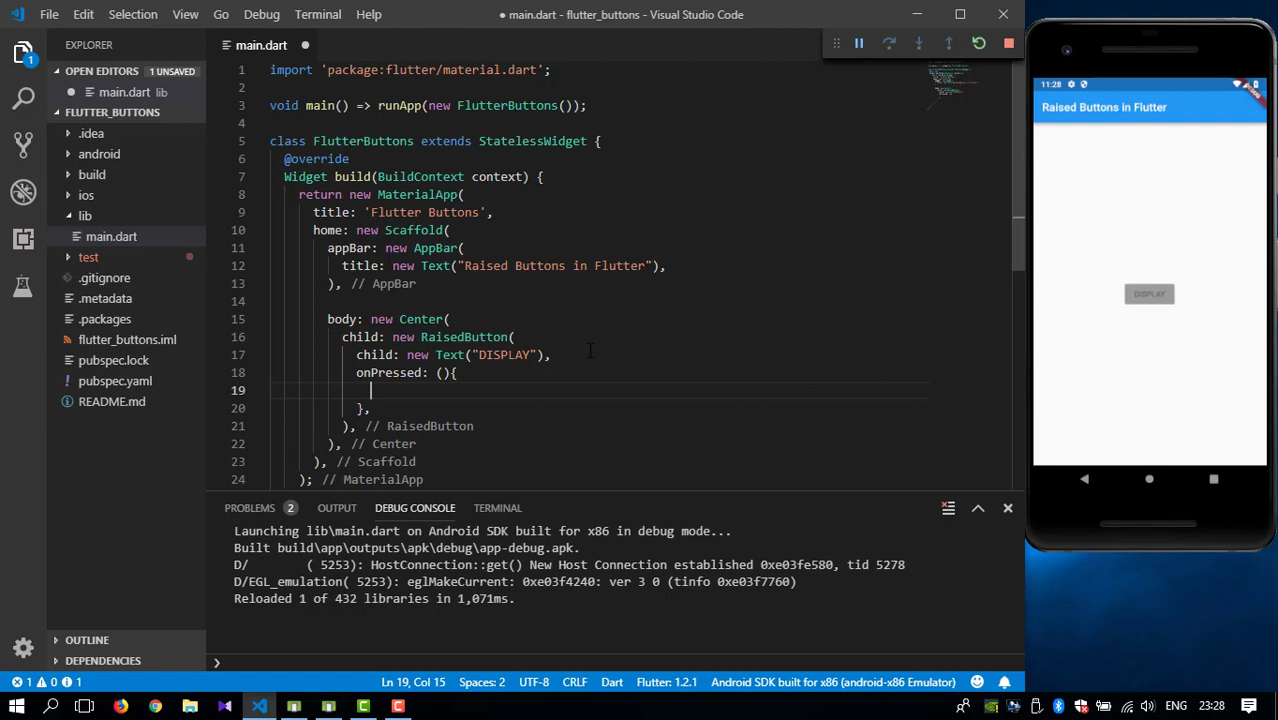 File Edit Selection View Go Debug Terminal Help
● main.dart - flutter_buttons - Visual Studio Code
EXPLORER
OPEN EDITORS 1 UNSAVED
main.dart lib
FLUTTER_BUTTONS
.idea
android
build
ios
lib
main.dart
test
.gitignore
.metadata
.packages
flutter_buttons.iml
pubspec.lock
pubspec.yaml
README.md
OUTLINE
DEPENDENCIES
1
main.dart ●
1 import 'package:flutter/material.dart';
2
3 void main() => runApp(new FlutterButtons());
4
5 class FlutterButtons extends StatelessWidget {
6 @override
7 Widget build(BuildContext context) {
8 return new MaterialApp(
9 title: 'Flutter Buttons',
10 home: new Scaffold(
11 appBar: new AppBar(
12 title: new Text("Raised Buttons in Flutter"),
13 ), // AppBar
14
15 body: new Center(
16 child: new RaisedButton(
17 child: new Text("DISPLAY"),
18 onPressed: (){
19
20 },
21 ), // RaisedButton
22 ), // Center
23 ), // Scaffold
24 ); // MaterialApp
PROBLEMS 2 OUTPUT DEBUG CONSOLE TERMINAL
Launching lib\main.dart on Android SDK built for x86 in debug mode...
Built build\app\outputs\apk\debug\app-debug.apk.
D/ ( 5253): HostConnection::get() New Host Connection established 0xe03fe580, tid 5278
D/EGL_emulation( 5253): eglMakeCurrent: 0xe03f4240: ver 3 0 (tinfo 0xe03f7760)
Reloaded 1 of 432 libraries in 1,071ms.
1 0 1 Ln 19, Col 15 Spaces: 2 UTF-8 CRLF Dart Flutter: 1.2.1 Android SDK built for x86 (android-x86 Emulator)
11:28
Raised Buttons in Flutter
DISPLAY
ENG 23:28